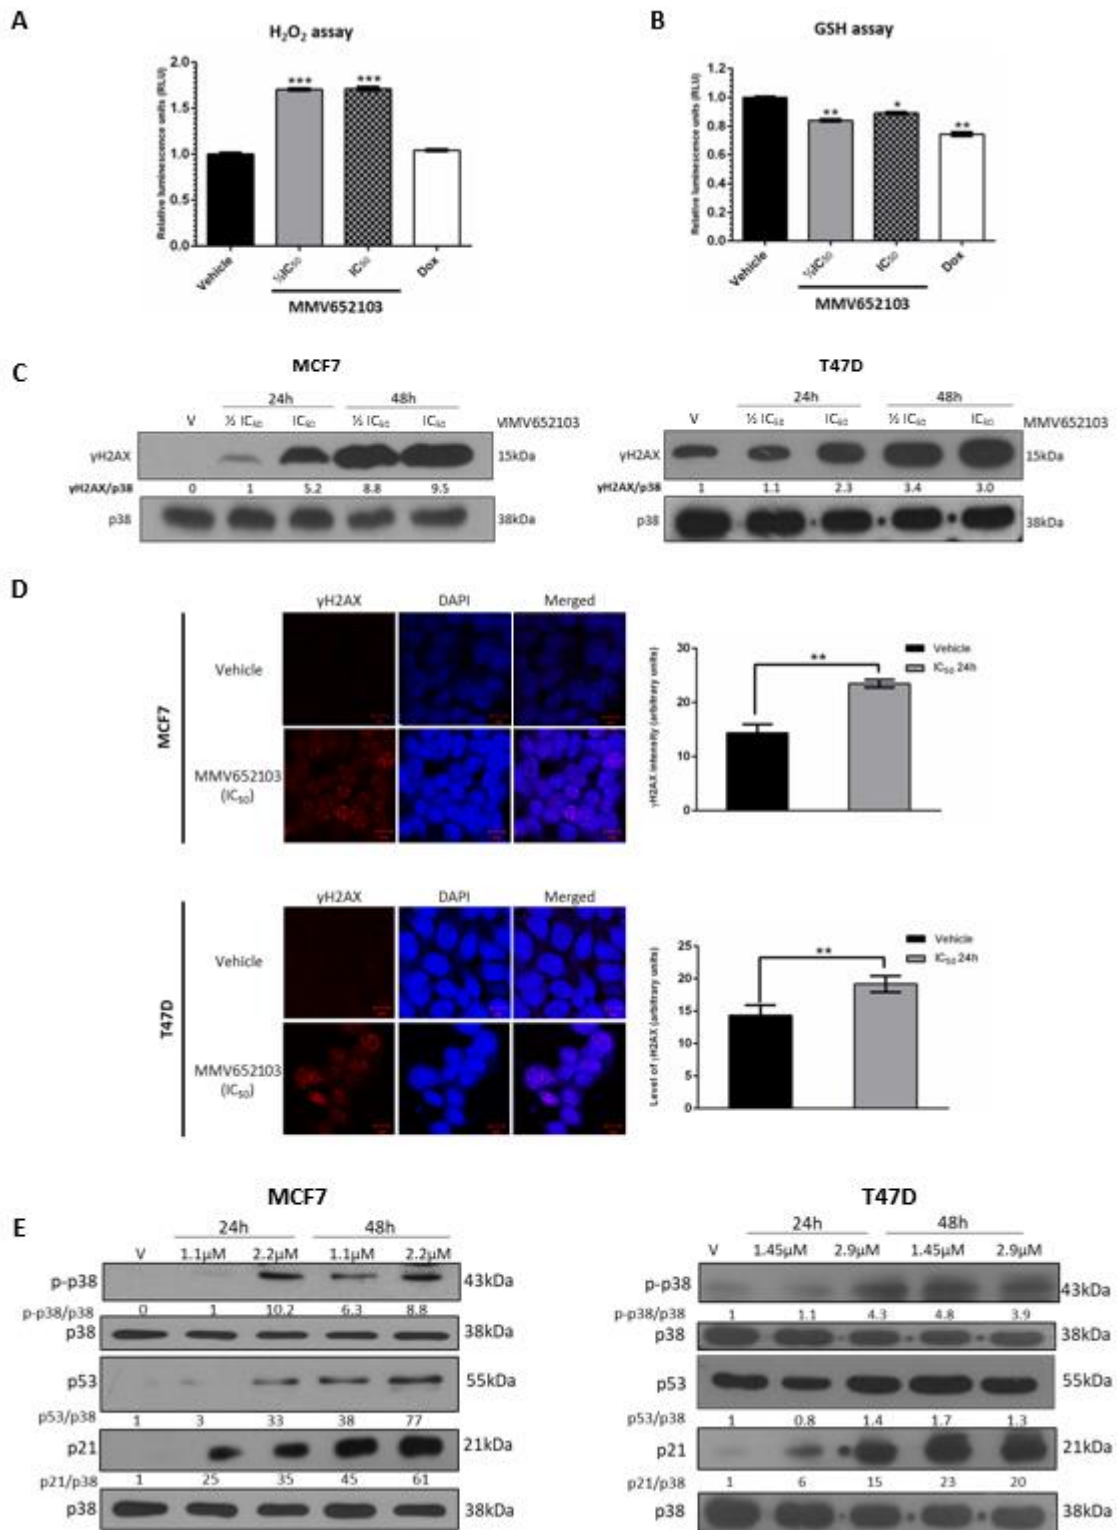 A
H₂O₂ assay
Relative luminescence units (RLU)
2.0
1.5
1.0
0.5
0.0
***
***
Vehicle
½IC₅₀
IC₅₀
Dox
MMV652103
B
GSH assay
Relative luminescence units (RLU)
1.2
1.0
0.8
0.6
0.4
0.2
0.0
**
*
**
Vehicle
½IC₅₀
IC₅₀
Dox
MMV652103
C
MCF7
24h 48h
V ½ IC₅₀ IC₅₀ ½ IC₅₀ IC₅₀ MMV652103
γH2AX 15kDa
γH2AX/p38 0 1 5.2 8.8 9.5
p38 38kDa
T47D
24h 48h
V ½ IC₅₀ IC₅₀ ½ IC₅₀ IC₅₀ MMV652103
γH2AX 15kDa
γH2AX/p38 1 1.1 2.3 3.4 3.0
p38 38kDa
D
MCF7
γH2AX DAPI Merged
Vehicle
MMV652103
(IC₅₀)
γH2AX intensity (arbitrary units)
30
20
10
0
**
Vehicle
IC₅₀ 24h
T47D
γH2AX DAPI Merged
Vehicle
MMV652103
(IC₅₀)
Level of γH2AX (arbitrary units)
25
20
15
10
5
0
**
Vehicle
IC₅₀ 24h
E
MCF7
24h 48h
V 1.1μM 2.2μM 1.1μM 2.2μM
p-p38 43kDa
p-p38/p38 0 1 10.2 6.3 8.8
p38 38kDa
p53 55kDa
p53/p38 1 3 33 38 77
p21 21kDa
p21/p38 1 25 35 45 61
p38 38kDa
T47D
24h 48h
V 1.45μM 2.9μM 1.45μM 2.9μM
p-p38 43kDa
p-p38/p38 1 1.1 4.3 4.8 3.9
p38 38kDa
p53 55kDa
p53/p38 1 0.8 1.4 1.7 1.3
p21 21kDa
p21/p38 1 6 15 23 20
p38 38kDa